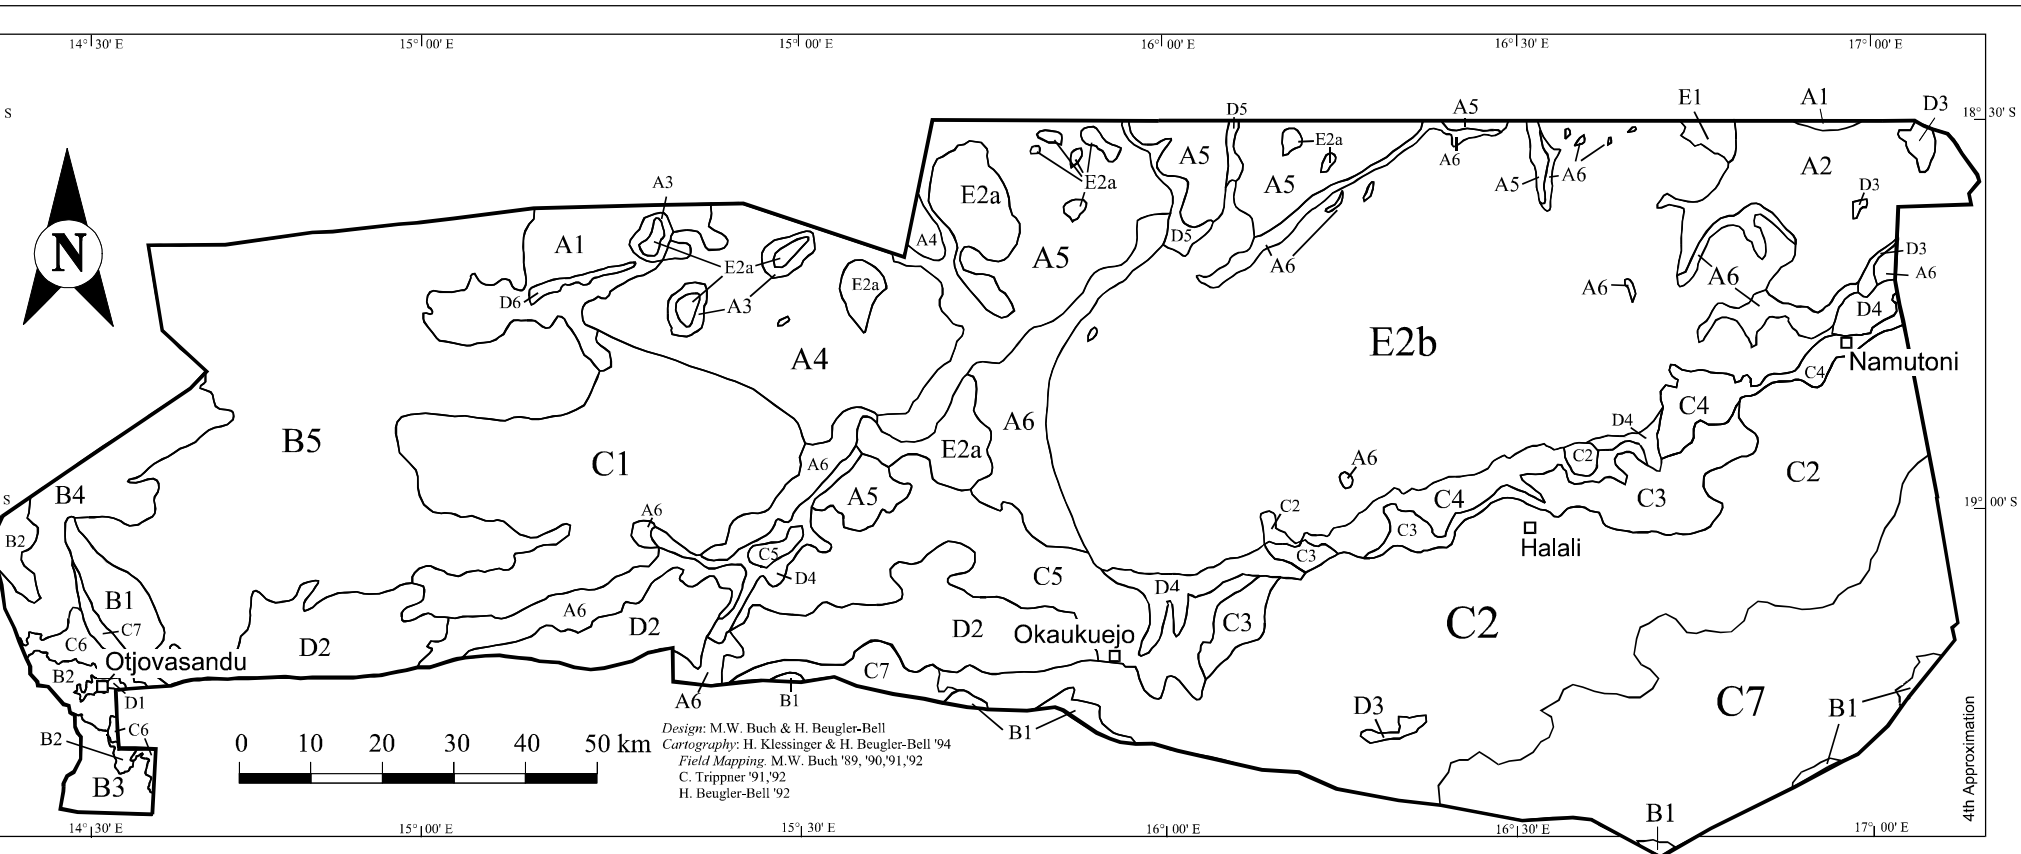 14° 30' E 15° 00' E 15° 00' E 16° 00' E 16° 30' E 17° 00' E
E1 A1 D3
D5 A5
S 18° 30' S
E2a A6 A5 A6 A2
A5 A5
A3 E2a E2a D3
A1 A4 D5
E2a A5 A6 D3
D6 A3 E2a A6 A6 A6
N
D4
A4 E2b
Namutoni
C4
B5 C1 A6 E2a A6 D4 C4
C2 C2
B4 A5 A6 C4 C3
S 19° 00' S
A6 C2 C3
B2 C5 C3 Halali
D4 C5 D4
B1 A6 C3 C2
C7 D2 D2
C6 D2 Okaukuejo
Otjovasandu
B2 C7
D1 A6 B1 D3 C7 B1
C6 B1
B2
B3
0 10 20 30 40 50 km
Design: M.W. Buch & H. Beugler-Bell
Cartography: H. Klessinger & H. Beugler-Bell '94
Field Mapping. M.W. Buch '89, '90,'91,'92
C. Trippner '91,'92
H. Beugler-Bell '92
4th Approximation
B1
14° 30' E 15° 00' E 15° 30' E 16° 00' E 16° 30' E 17° 00' E